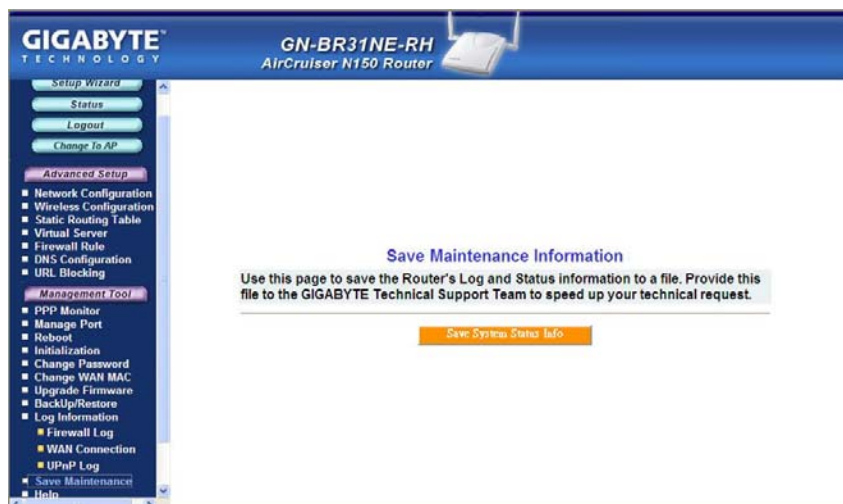 GIGABYTE™
TECHNOLOGY
GN-BR31NE-RH
AirCruiser N150 Router
Setup Wizard
Status
Logout
Change To AP
Advanced Setup
Network Configuration
Wireless Configuration
Static Routing Table
Virtual Server
Firewall Rule
DNS Configuration
URL Blocking
Management Tool
PPP Monitor
Manage Port
Reboot
Initialization
Change Password
Change WAN MAC
Upgrade Firmware
BackUp/Restore
Log Information
Firewall Log
WAN Connection
UPnP Log
Save Maintenance
Help
Save Maintenance Information
Use this page to save the Router's Log and Status information to a file. Provide this
file to the GIGABYTE Technical Support Team to speed up your technical request.
Save System Status Info